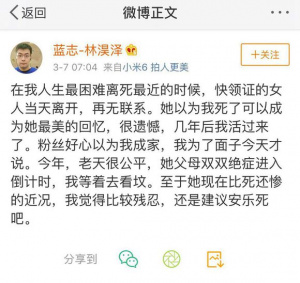 返回
微博正文
蓝志-林淏泽
3-7 07:04 来自小米6 拍人更美
+关注
在我人生最困难离死最近的时候，快领证的女
人当天离开，再无联系。她以为我死了可以成
为她最美的回忆，很遗憾，几年后我活过来
了。粉丝好心以为我成家，我为了面子今天才
说。今年，老天很公平，她父母双双绝症进入
倒计时，我等着去看坟。至于她现在比死还惨
的近况，我觉得比较残忍，还是建议安乐死
吧。
分享到